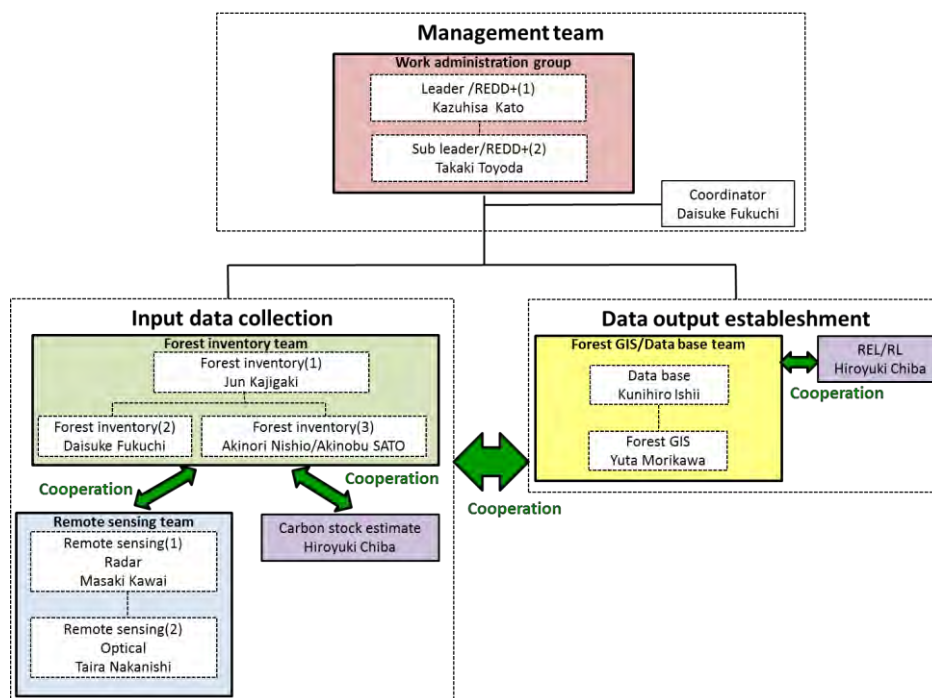 Management team
Work administration group
Leader /REDD+(1)
Kazuhisa Kato
Sub leader/REDD+(2)
Takaki Toyoda
Coordinator
Daisuke Fukuchi
Input data collection
Forest inventory team
Forest inventory(1)
Jun Kajigaki
Forest inventory(2)
Daisuke Fukuchi
Forest inventory(3)
Akinori Nishio/Akinobu SATO
Cooperation
Cooperation
Remote sensing team
Remote sensing(1)
Radar
Masaki Kawai
Remote sensing(2)
Optical
Taira Nakanishi
Carbon stock estimate
Hiroyuki Chiba
Cooperation
Data output estableshment
Forest GIS/Data base team
Data base
Kunihiro Ishii
Forest GIS
Yuta Morikawa
REL/RL
Hiroyuki Chiba
Cooperation